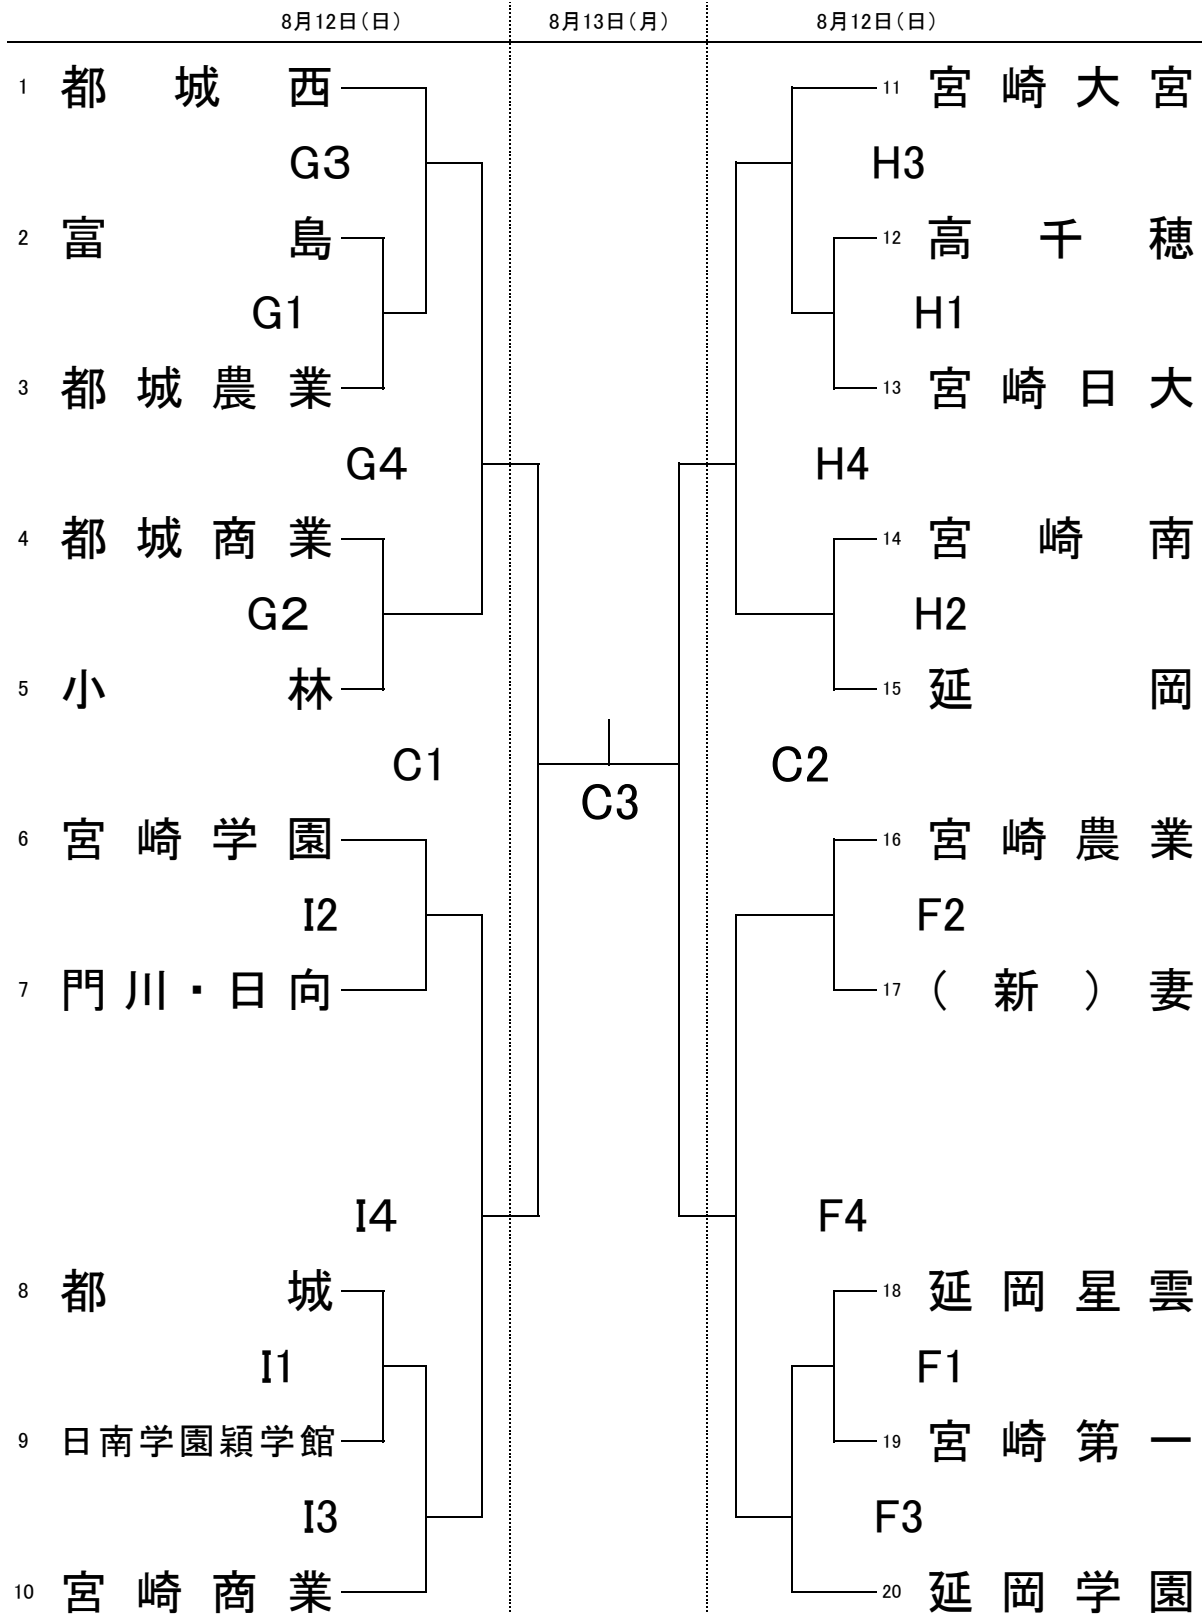 8月12日(日) 8月13日(月) 8月12日(日)
1 都城西 11 宮崎大宮
G3 H3
2 富島 12 高千穂
G1 H1
3 都城農業 13 宮崎日大
G4 H4
4 都城商業 14 宮崎南
G2 H2
5 小林 15 延岡
C1 C2
C3
6 宮崎学園 16 宮崎農業
I2 F2
7 門川・日向 17 (新)妻
I4 F4
8 都城 18 延岡星雲
I1 F1
9 日南学園穎学館 19 宮崎第一
I3 F3
10 宮崎商業 20 延岡学園